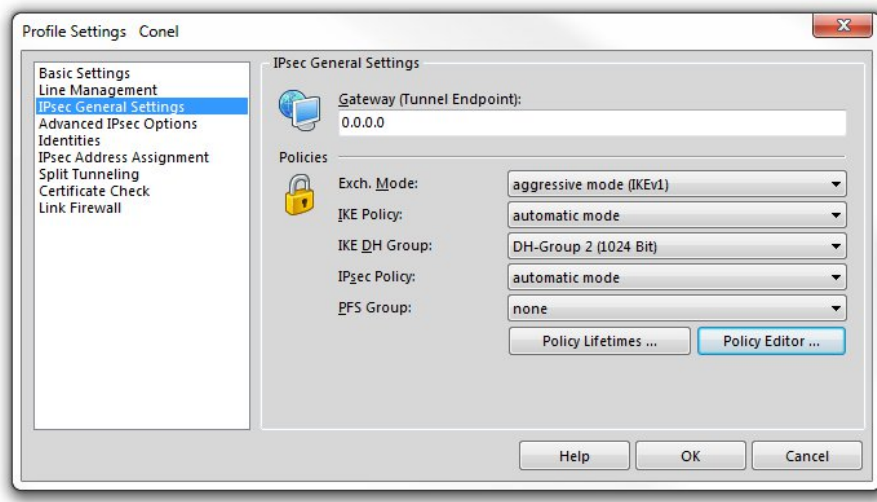 Profile Settings Conel
Basic Settings
Line Management
IPsec General Settings
Advanced IPsec Options
Identities
IPsec Address Assignment
Split Tunneling
Certificate Check
Link Firewall
IPsec General Settings
Gateway (Tunnel Endpoint):
0.0.0.0
Policies
Exch. Mode: aggressive mode (IKEv1)
IKE Policy: automatic mode
IKE DH Group: DH-Group 2 (1024 Bit)
IPsec Policy: automatic mode
PFS Group: none
Policy Lifetimes ... Policy Editor ...
Help OK Cancel